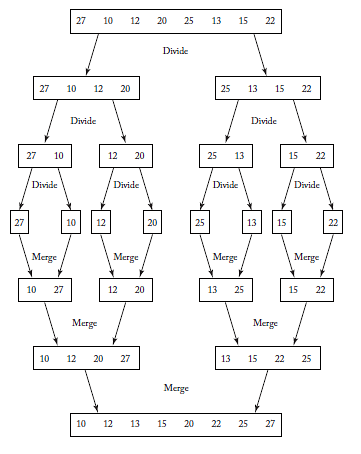 27 10 12 20 25 13 15 22
Divide
27 10 12 20 25 13 15 22
Divide Divide
27 10 12 20 25 13 15 22
Divide Divide Divide Divide
27 10 12 20 25 13 15 22
Merge Merge Merge Merge
10 27 12 20 13 25 15 22
Merge Merge
10 12 20 27 13 15 22 25
Merge
10 12 13 15 20 22 25 27